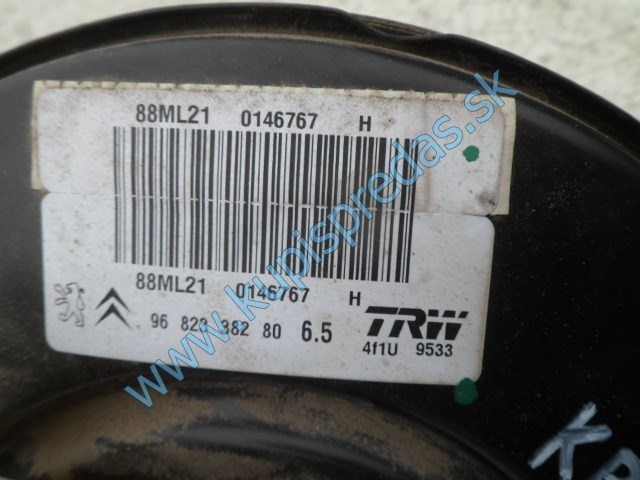 88ML21 0146767 H
88ML21 0146767 H
96 823 382 80 6.5
TRW
4f1U 9533
www.kupispredas.sk